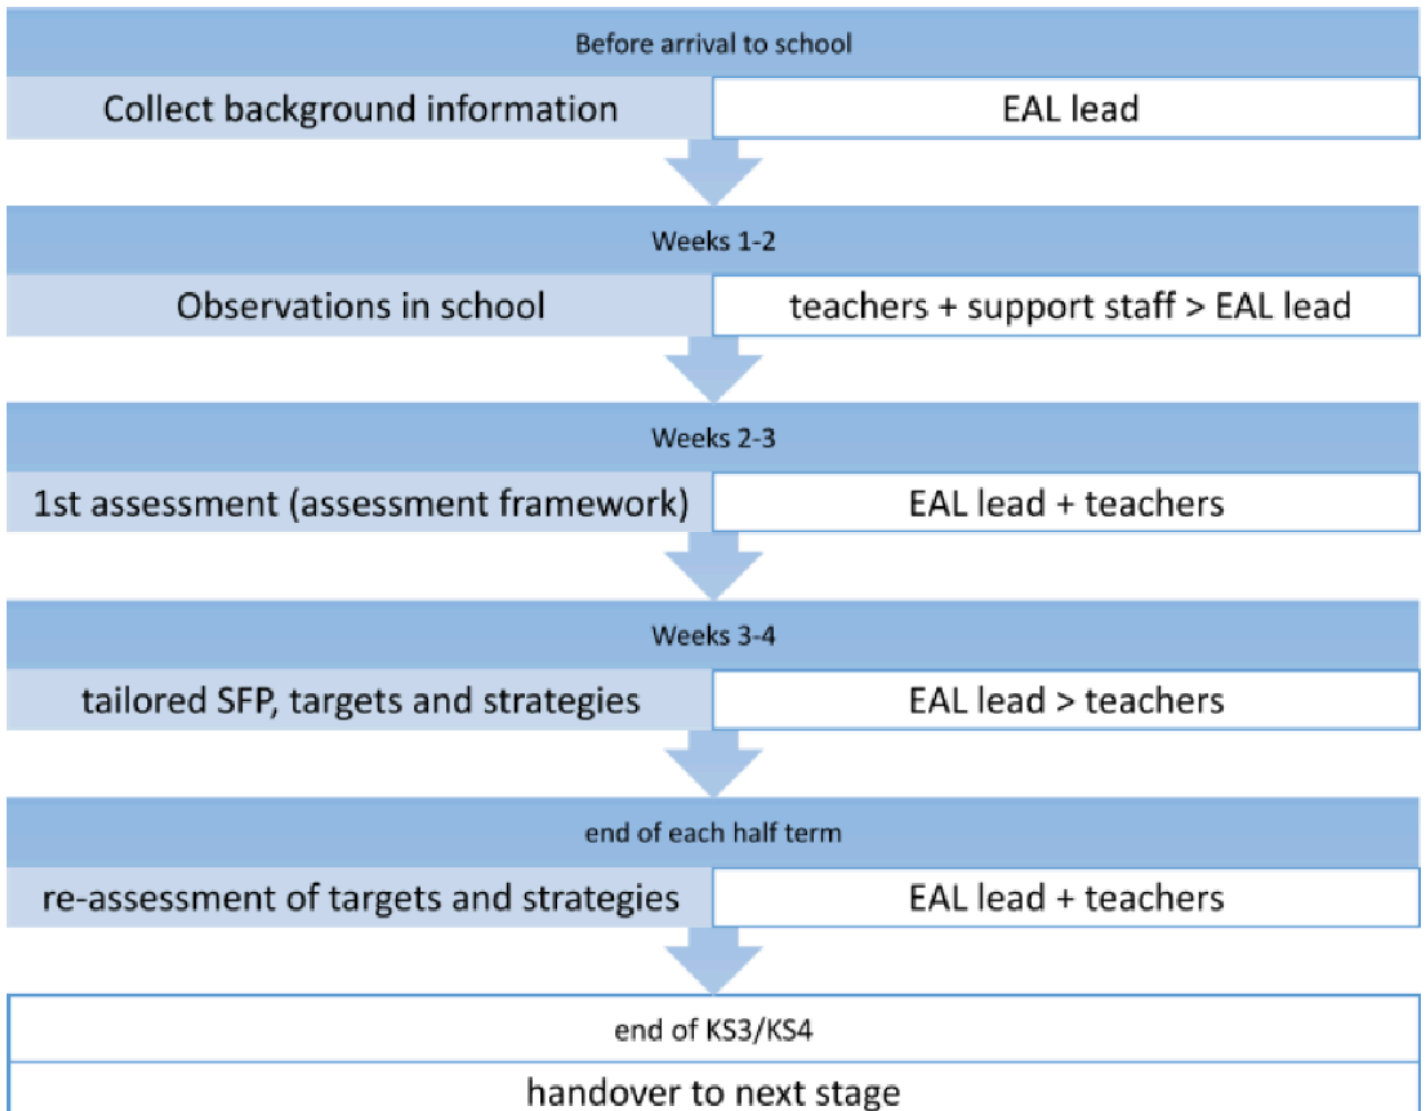 Before arrival to school
Collect background information
EAL lead
Weeks 1-2
Observations in school
teachers + support staff > EAL lead
Weeks 2-3
1st assessment (assessment framework)
EAL lead + teachers
Weeks 3-4
tailored SFP, targets and strategies
EAL lead > teachers
end of each half term
re-assessment of targets and strategies
EAL lead + teachers
end of KS3/KS4
handover to next stage